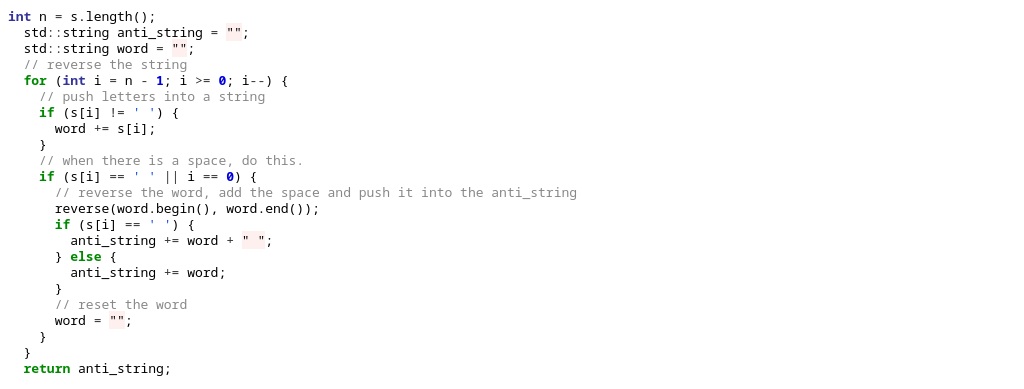 int n = s.length();
  std::string anti_string = "";
  std::string word = "";
  // reverse the string
  for (int i = n - 1; i >= 0; i--) {
    // push letters into a string
    if (s[i] != ' ') {
      word += s[i];
    }
    // when there is a space, do this.
    if (s[i] == ' ' || i == 0) {
      // reverse the word, add the space and push it into the anti_string
      reverse(word.begin(), word.end());
      if (s[i] == ' ') {
        anti_string += word + " ";
      } else {
        anti_string += word;
      }
      // reset the word
      word = "";
    }
  }
  return anti_string;